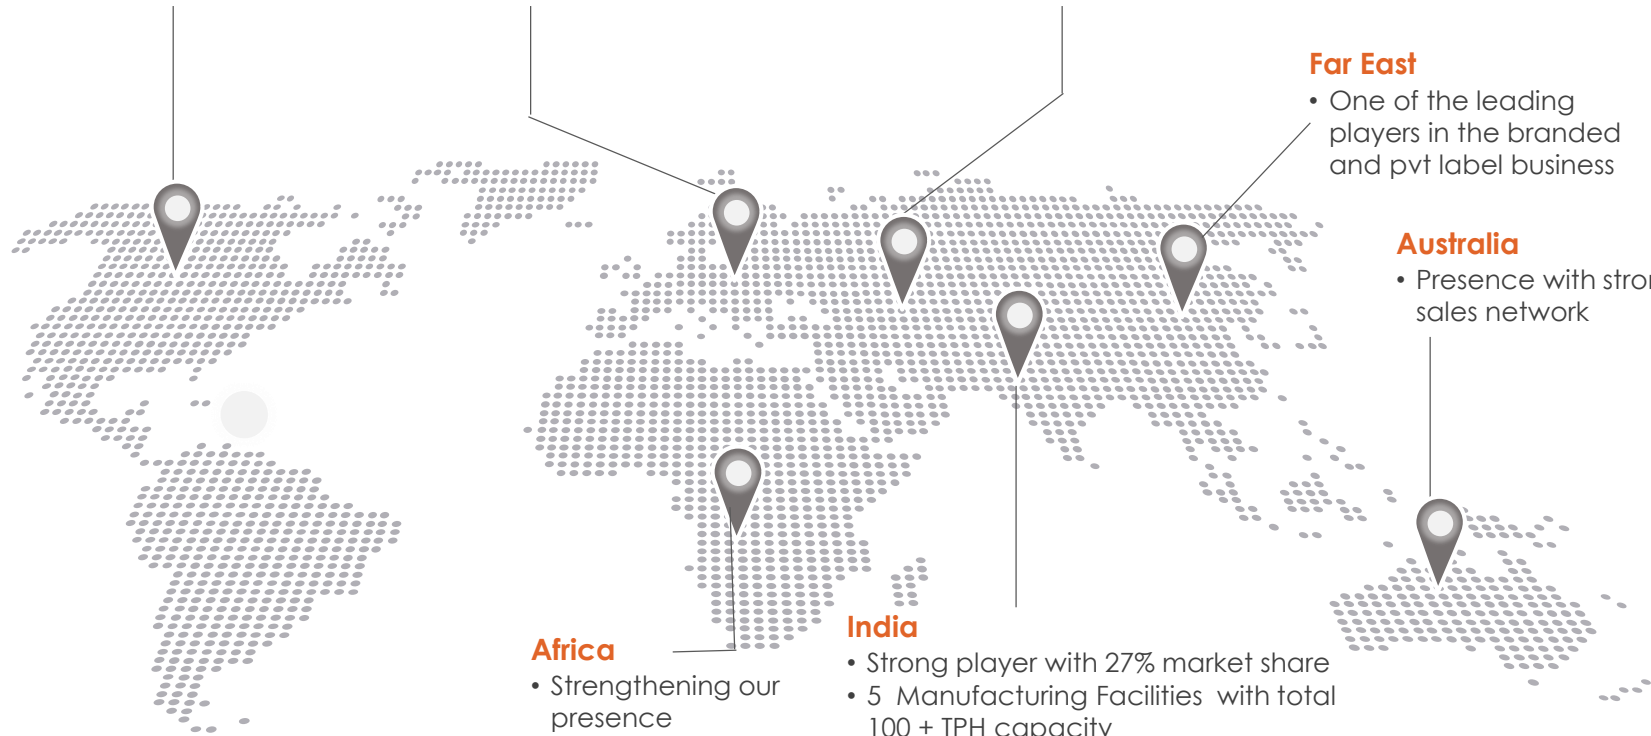 Far East
• One of the leading
players in the branded
and pvt label business
Australia
• Presence with
sales network
Africa
• Strengthening our
presence
India
• Strong player with 27% market share
• 5 Manufacturing Facilities with total
100 + TPH capacity